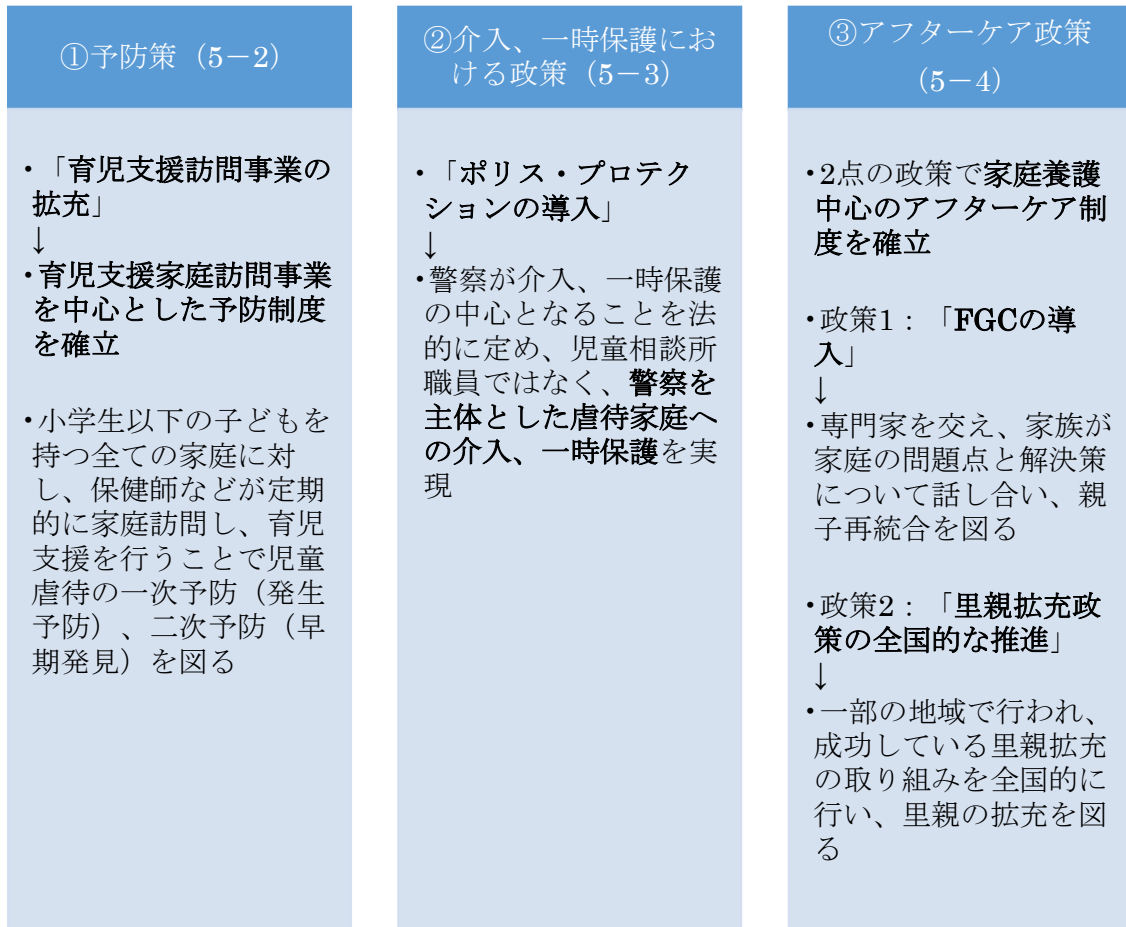 ①予防策（5－2）
・「育児支援訪問事業の
拡充」
↓
・育児支援家庭訪問事業
を中心とした予防制度
を確立
・小学生以下の子どもを
持つ全ての家庭に対
し、保健師などが定期
的に家庭訪問し、育児
支援を行うことで児童
虐待の一次予防（発生
予防）、二次予防（早
期発見）を図る
②介入、一時保護にお
ける政策（5－3）
・「ポリス・プロテク
ションの導入」
↓
・警察が介入、一時保護
の中心となることを法
的に定め、児童相談所
職員ではなく、警察を
主体とした虐待家庭へ
の介入、一時保護を実
現
③アフターケア政策
（5－4）
・2点の政策で家庭養護
中心のアフターケア制
度を確立
・政策1：「FGCの導
入」
↓
・専門家を交え、家族が
家庭の問題点と解決策
について話し合い、親
子再統合を図る
・政策2：「里親拡充政
策の全国的な推進」
↓
・一部の地域で行われ、
成功している里親拡充
の取り組みを全国的に
行い、里親の拡充を図
る